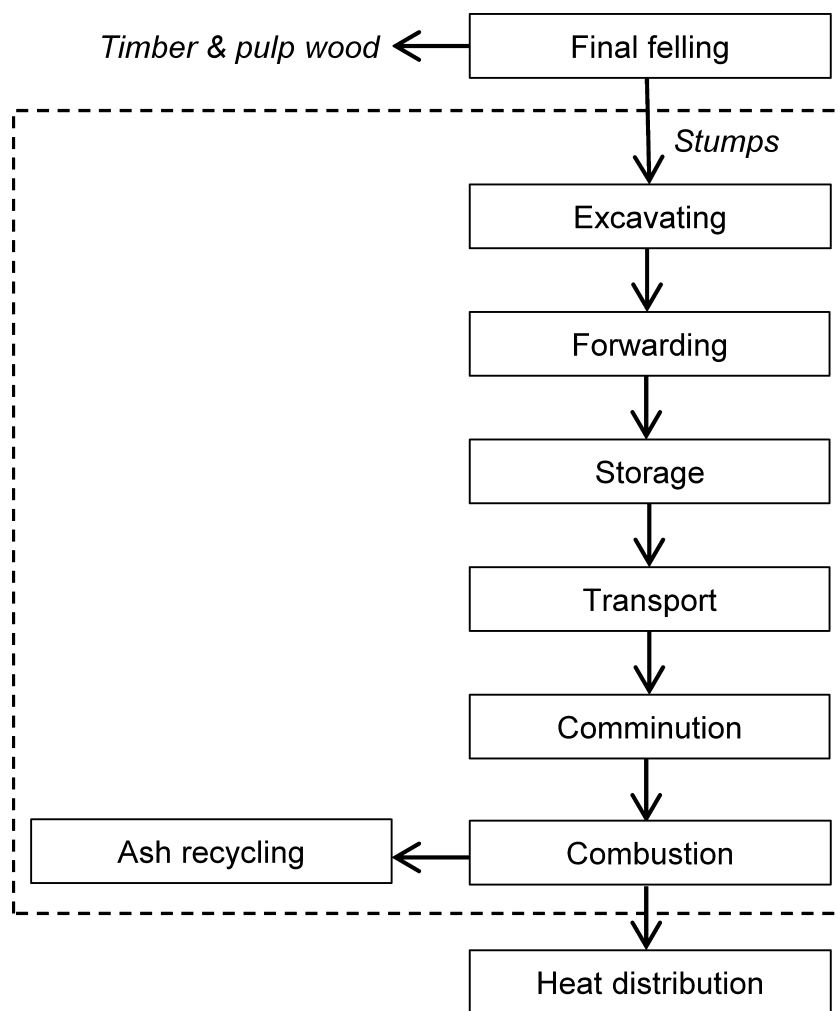 Timber & pulp wood
Final felling
Stumps
Excavating
Forwarding
Storage
Transport
Comminution
Ash recycling
Combustion
Heat distribution